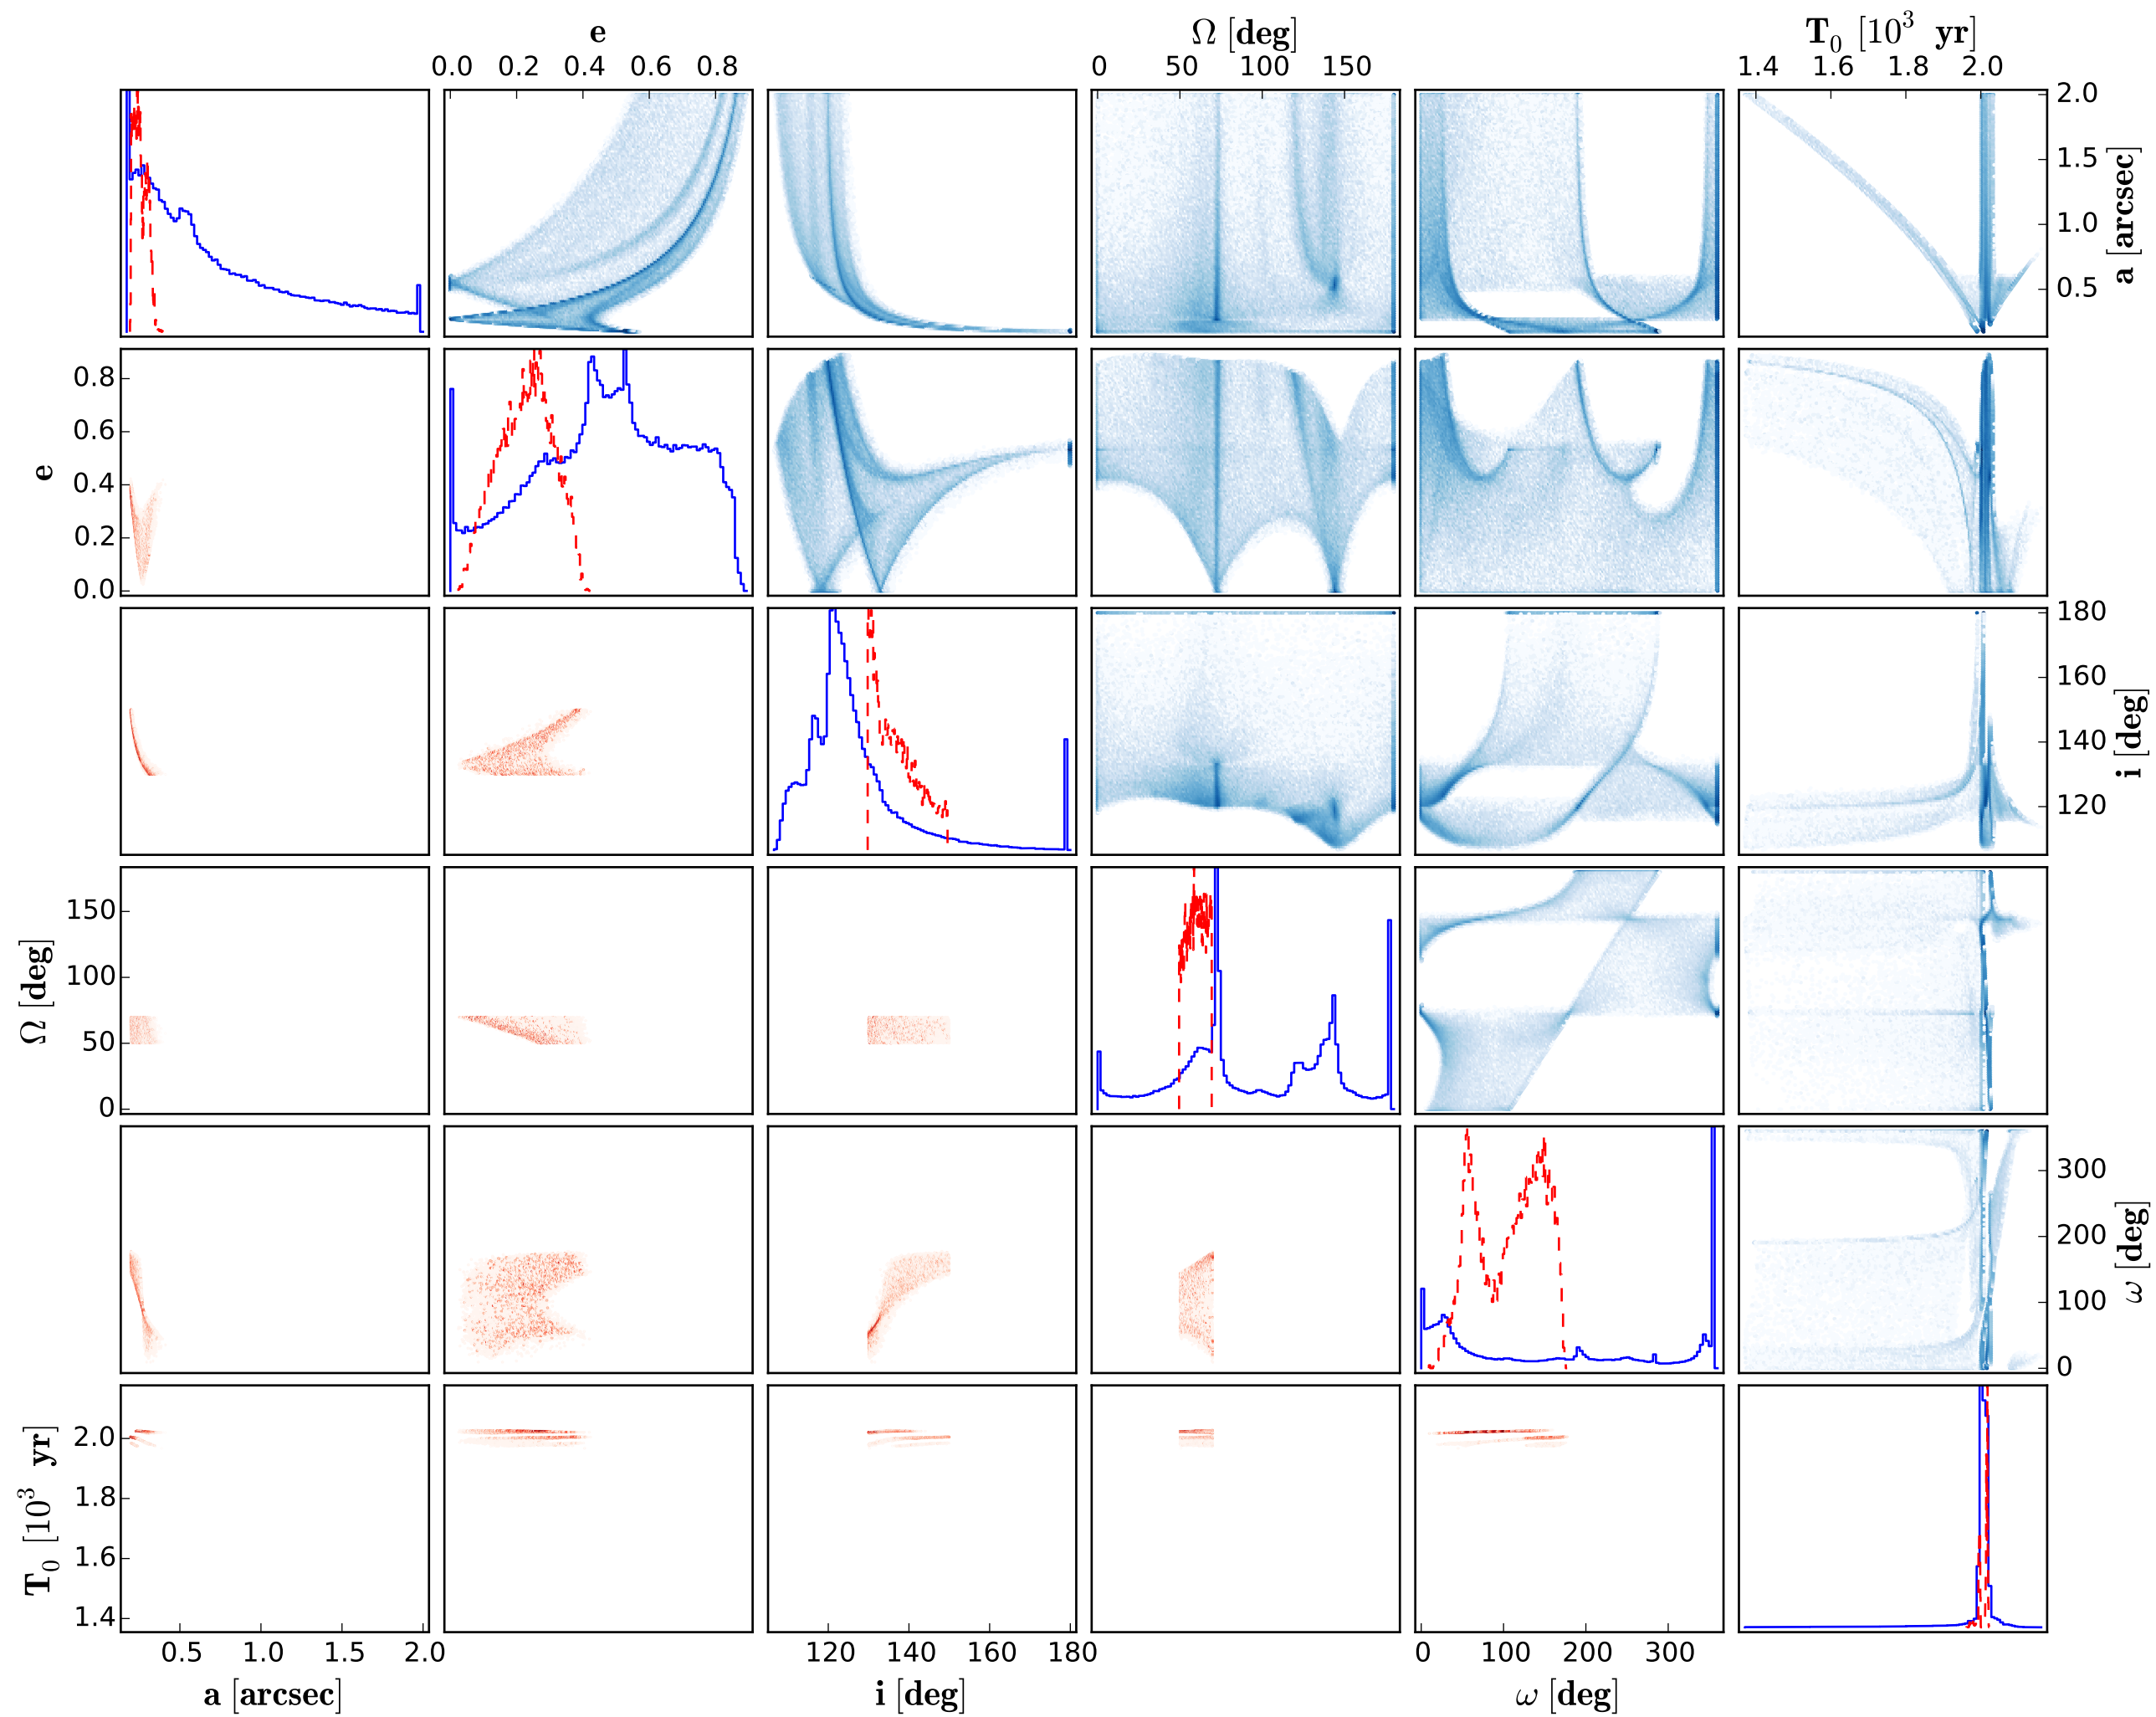 e Ω [deg] T₀ [10³ yr]
0.0 0.2 0.4 0.6 0.8 0 50 100 150 1.4 1.6 1.8 2.0
2.0
1.5
1.0
0.5
a [arcsec]
e
0.8
0.6
0.4
0.2
0.0
180
160
140
120
i [deg]
Ω [deg]
150
100
50
0
300
200
100
0
ω [deg]
T₀ [10³ yr]
2.0
1.8
1.6
1.4
0.5 1.0 1.5 2.0 120 140 160 180 0 100 200 300
a [arcsec] i [deg] ω [deg]